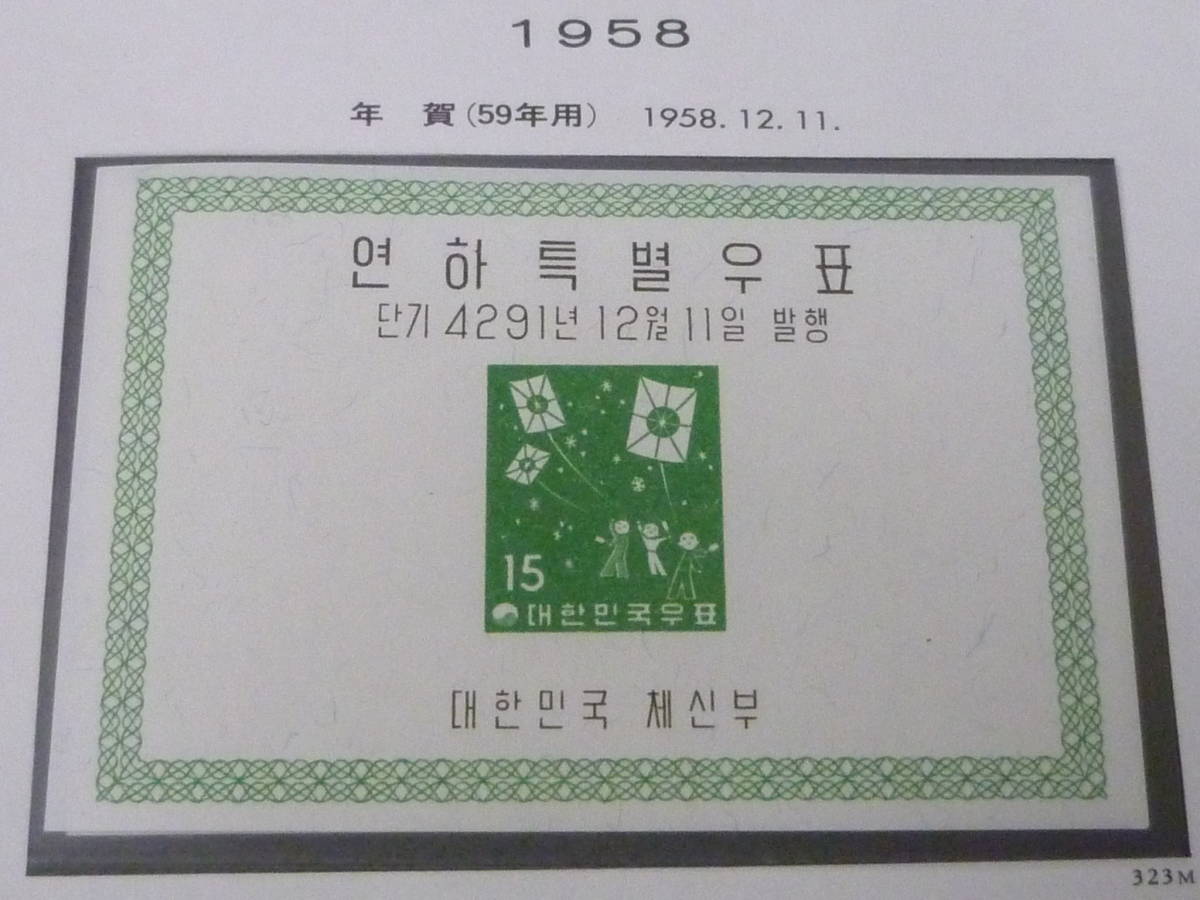 1958
年 賀(59年用) 1958.12.11.
연하특별우표
단기 4291년 12월 11일 발행
15
대한민국우표
대한민국 체신부
323M